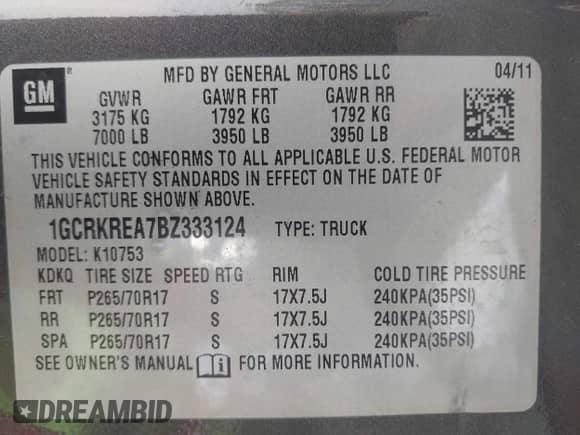 GM ®
MFD BY GENERAL MOTORS LLC 04/11
GVWR GAWR FRT GAWR RR
3175 KG 1792 KG 1792 KG
7000 LB 3950 LB 3950 LB
THIS VEHICLE CONFORMS TO ALL APPLICABLE U.S. FEDERAL MOTOR
VEHICLE SAFETY STANDARDS IN EFFECT ON THE DATE OF
MANUFACTURE SHOWN ABOVE.
1GCRKREA7BZ333124 TYPE: TRUCK
MODEL: K10753
KDKQ TIRE SIZE SPEED RTG RIM COLD TIRE PRESSURE
FRT P265/70R17 S 17X7.5J 240KPA(35PSI)
RR P265/70R17 S 17X7.5J 240KPA(35PSI)
SPA P265/70R17 S 17X7.5J 240KPA(35PSI)
SEE OWNER'S MANUAL i FOR MORE INFORMATION.
DREAMBID